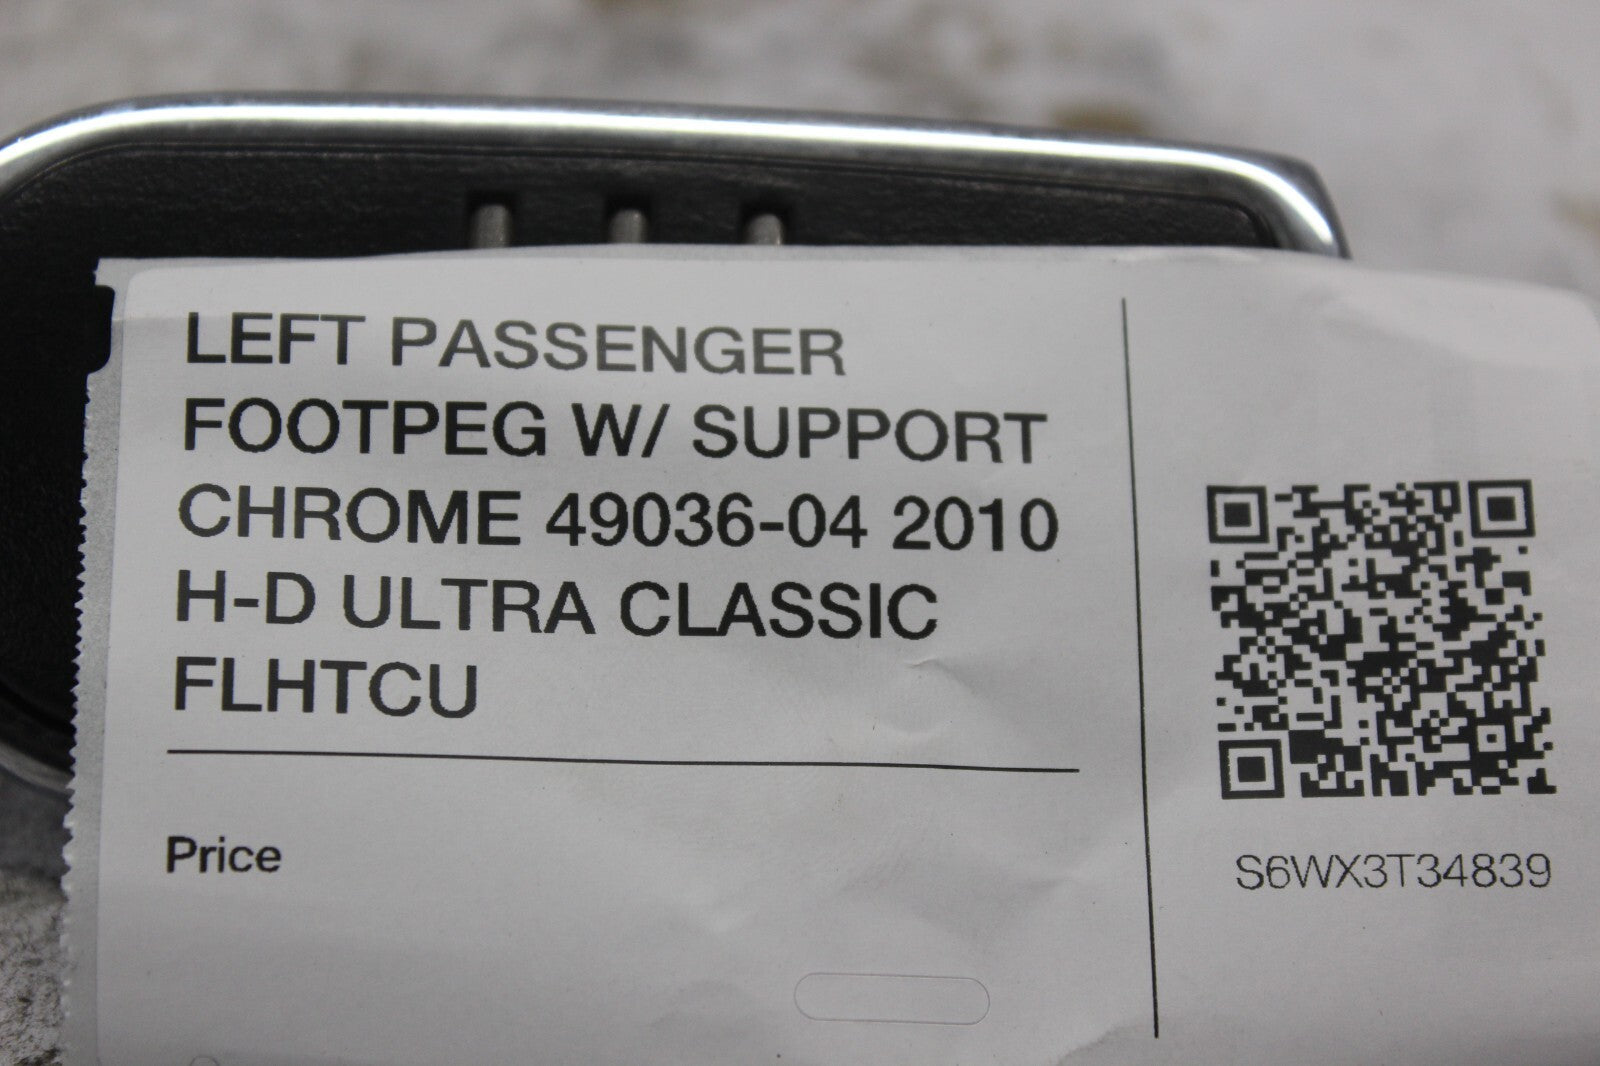 LEFT PASSENGER
FOOTPEG W/ SUPPORT
CHROME 49036-04 2010
H-D ULTRA CLASSIC
FLHTCU
Price
S6WX3T34839